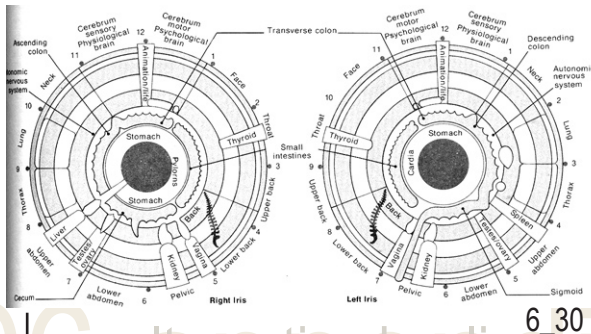 Cerebrum
sensory
Physiological
brain
12
Cerebrum
motor
Psychological
brain
Transverse colon
Ascending
colon
11
Animation/life
1
Face
nervous
system
Neck
10
2
Throat
Lung
Stomach
Thyroid
9
Pylorus
3
Small
intestines
Thorax
Stomach
Upper back
8
Liver
Back
4
Upper
abdomen
Testes/
ovary
Vagina
Lower back
7
Kidney
5
Cecum
Lower
abdomen
6
Pelvic
Right Iris
Cerebrum
motor
Psychological
brain
12
Cerebrum
sensory
Physiological
brain
Descending
colon
11
Animation/life
1
Face
Neck
Autonomi
nervous
system
10
2
Throat
Stomach
Lung
Thyroid
9
Cardia
3
Upper back
Thorax
8
Back
Spleen
4
Lower back
Vagina
Testes/ovary
Upper
abdomen
7
Kidney
5
Pelvic
6
Lower
abdomen
Sigmoid
Left Iris
6_30